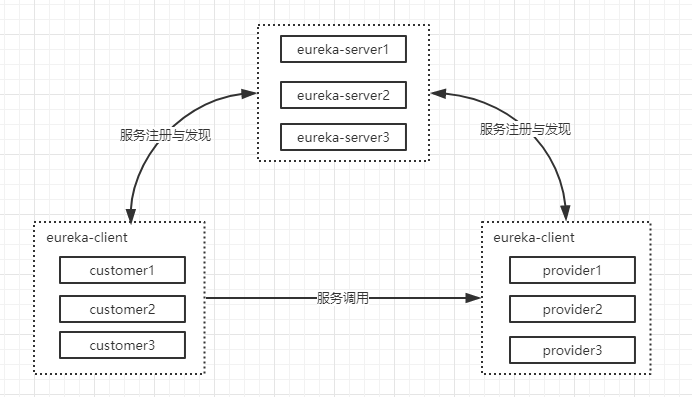 eureka-server1
eureka-server2
eureka-server3
服务注册与发现
服务注册与发现
eureka-client
customer1
customer2
customer3
服务调用
eureka-client
provider1
provider2
provider3